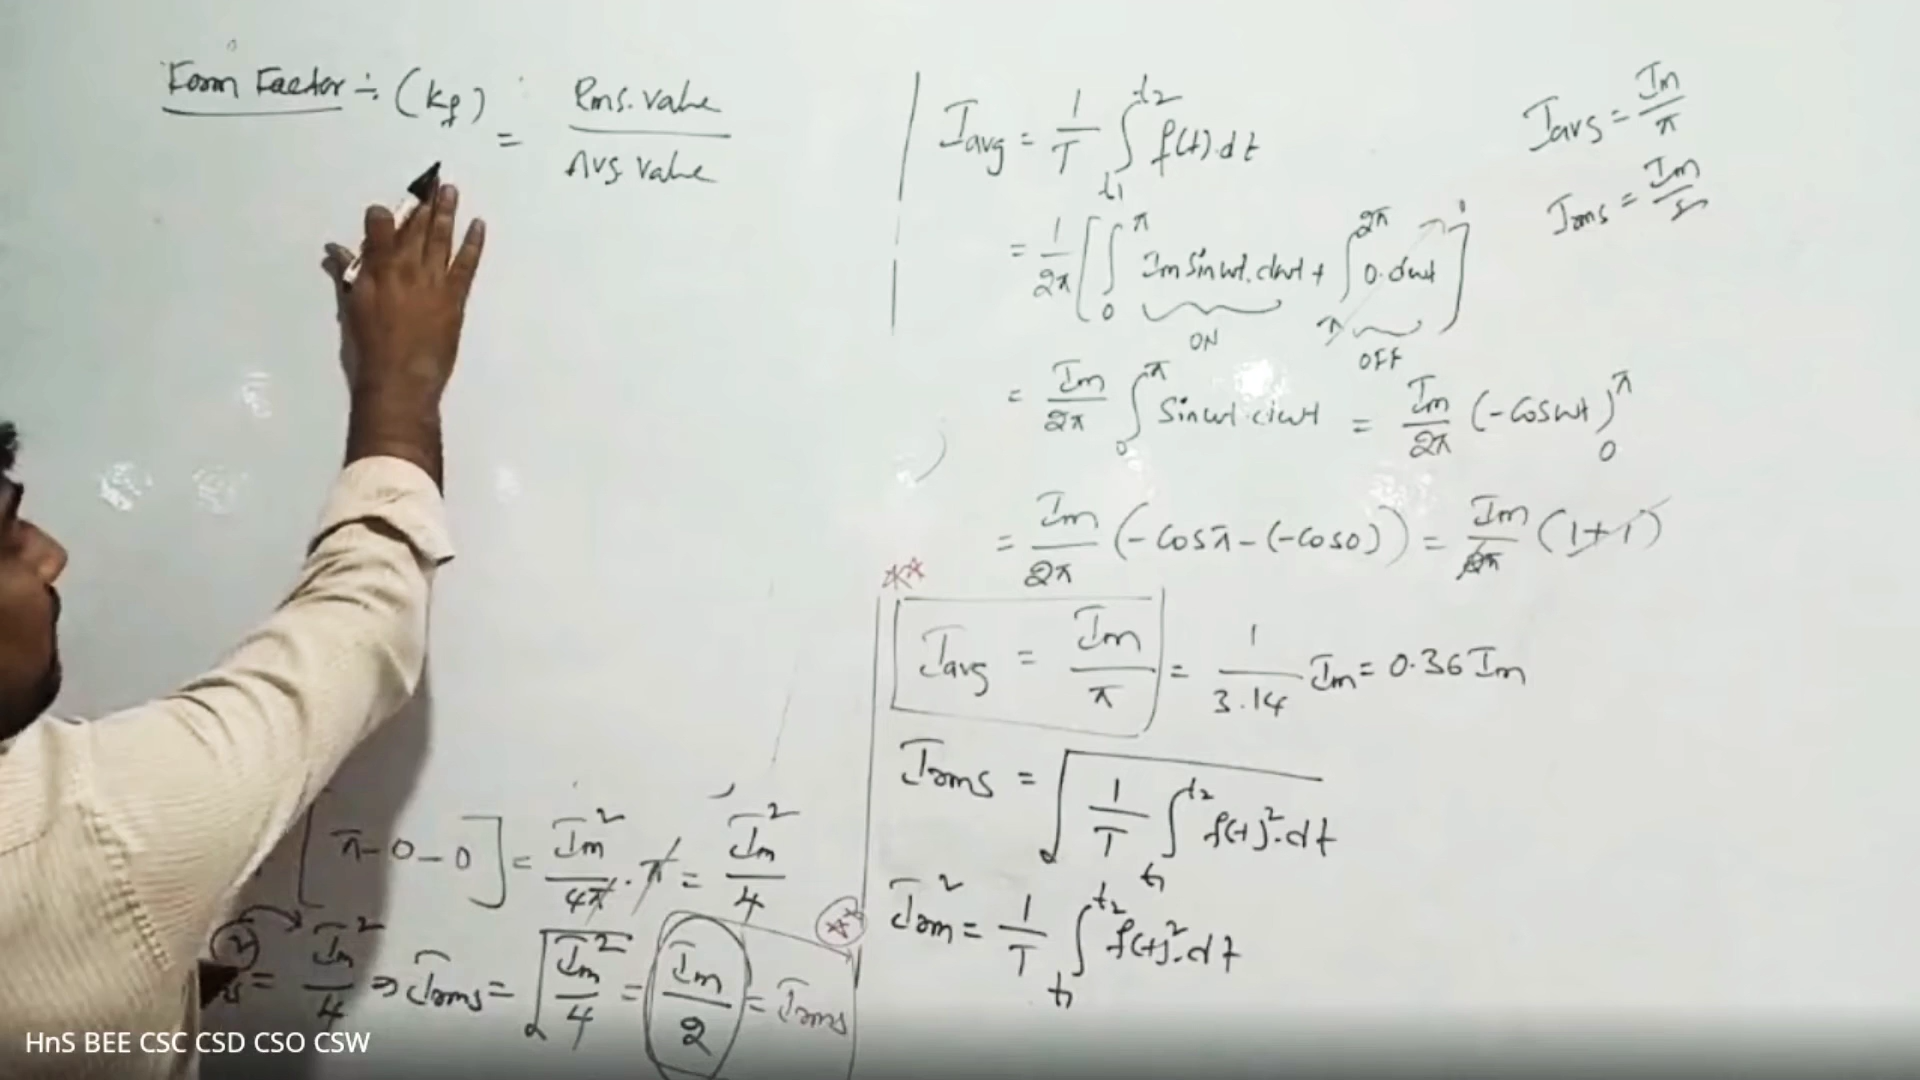 Form Factor ÷ (Kf) = Rms. Value / Avg. Value
Iavg = 1/T ∫t1^t2 f(t).dt
= 1/2π [∫0^π Im Sinωt.dωt + ∫π^2π 0.dωt]
ON
OFF
= Im/2π ∫0^π Sinωt.dωt = Im/2π (-Cosωt)0^π
= Im/2π (-Cosπ-(-Cos0)) = Im/2π (1+1)
**
Iavg = Im/π = 1/3.14 Im = 0.36 Im
Irms = √(1/T ∫t1^t2 f(t)².dt)
Irm² = 1/T ∫t1^t2 f(t)².dt
Iavg = Im/π
Irms = Im/2
[π-0-0] = Im²/4π . π = Im²/4
**
= Im²/4 ⇒ Irms = √(Im²/4) = Im/2 = Irms
HnS BEE CSC CSD CSO CSW